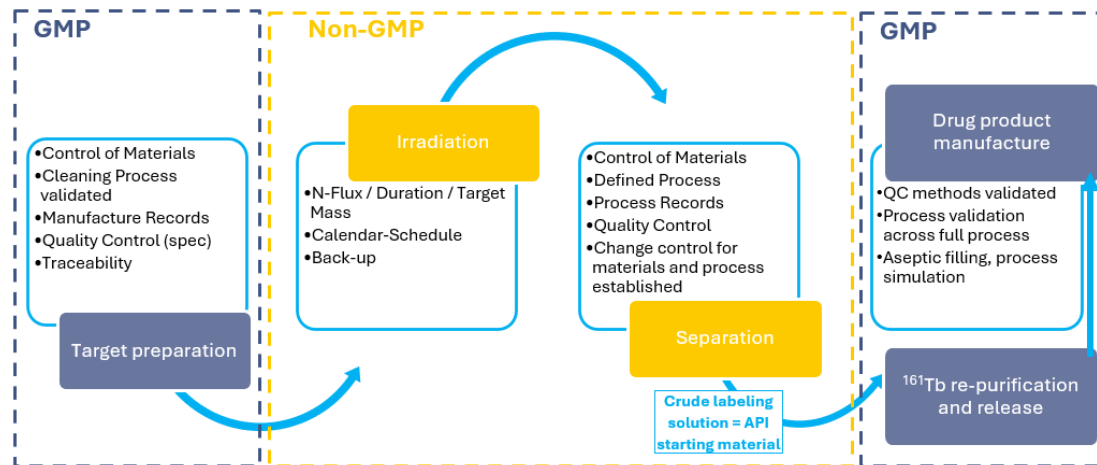 GMP
•Control of Materials
•Cleaning Process
validated
•Manufacture Records
•Quality Control (spec)
•Traceability
Target preparation
Non-GMP
Irradiation
•N-Flux / Duration / Target
Mass
•Calendar-Schedule
•Back-up
•Control of Materials
•Defined Process
•Process Records
•Quality Control
•Change control for
materials and process
established
Separation
Crude labeling
solution = API
starting material
GMP
Drug product
manufacture
•QC methods validated
•Process validation
across full process
•Aseptic filling, process
simulation
¹⁶¹Tb re-purification
and release